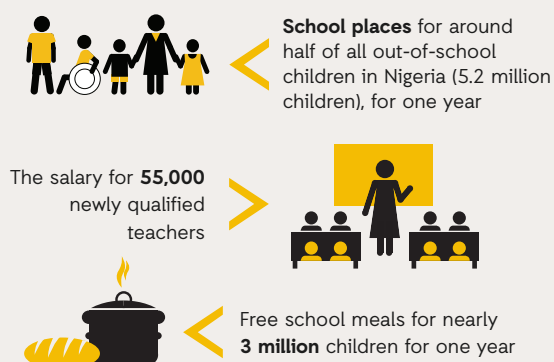 School places for around
half of all out-of-school
children in Nigeria (5.2 million
children), for one year
The salary for 55,000
newly qualified
teachers
Free school meals for nearly
3 million children for one year